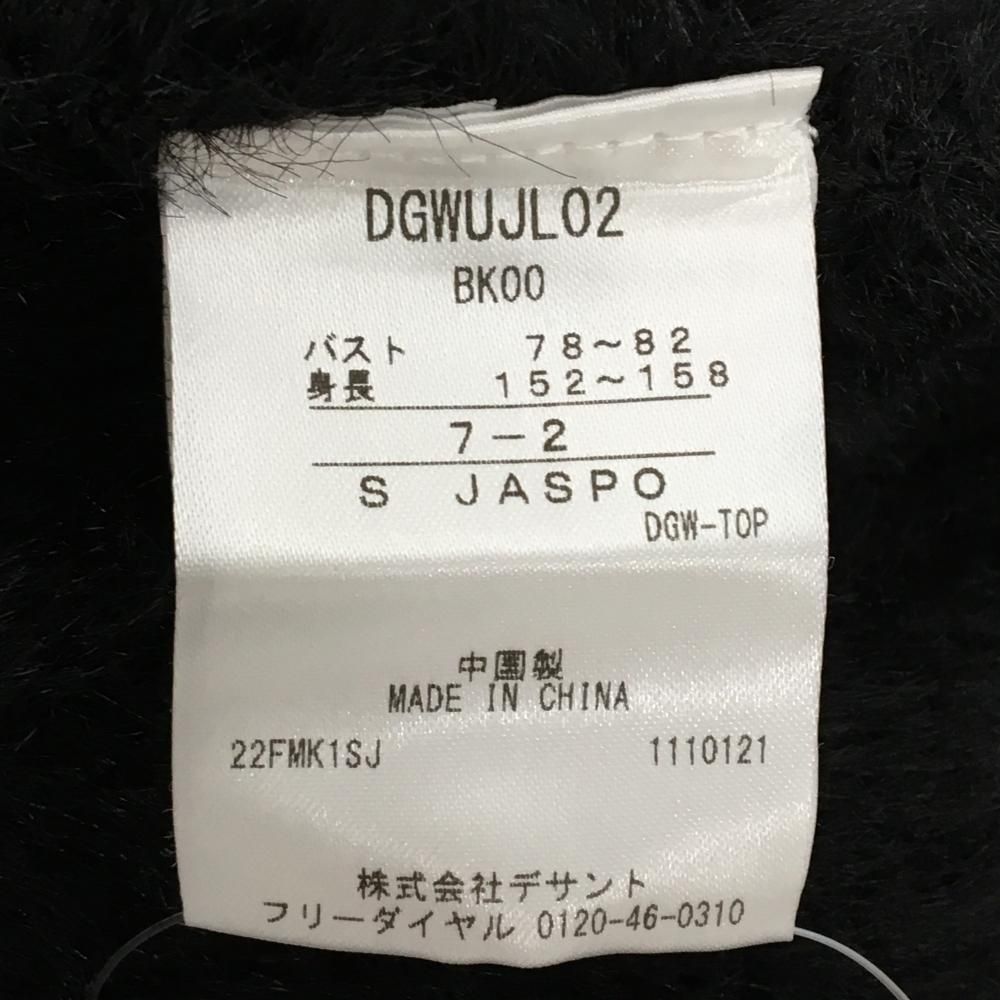 DGWUJL02
BK00
バスト 78～82
身長 152～158
7－2
S JASPO
DGW-TOP
中国製
MADE IN CHINA
22FMK1SJ 1110121
株式会社デサント
フリーダイヤル 0120-46-0310